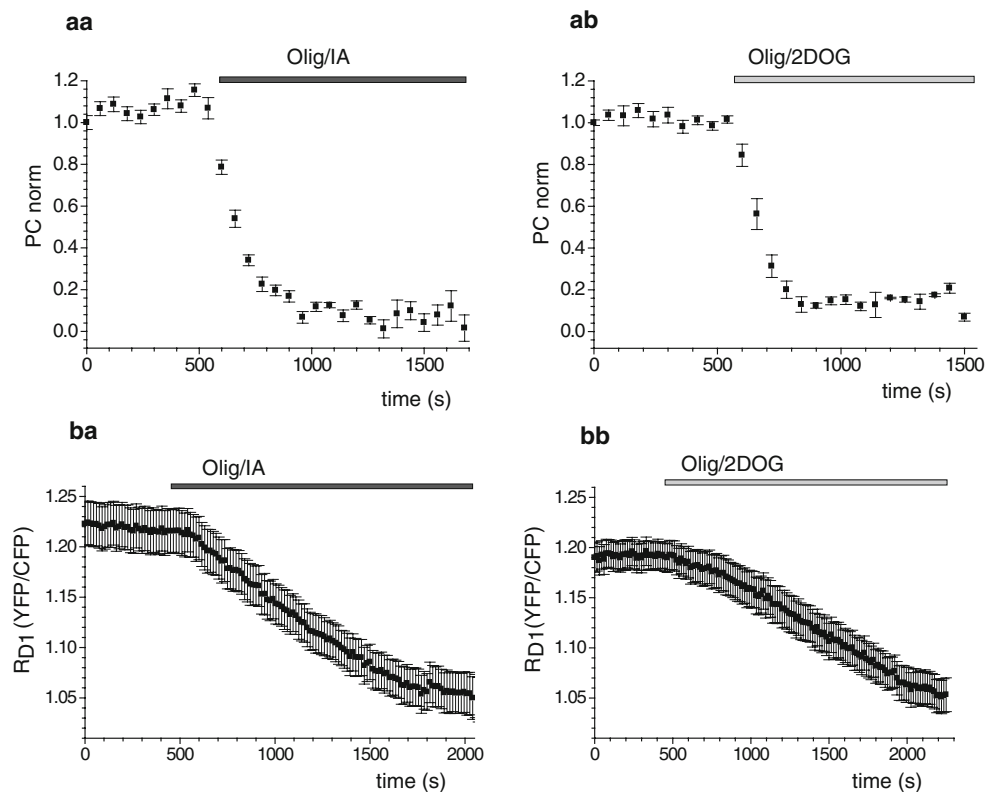 aa
Olig/IA
1.2
1.0
0.8
0.6
0.4
0.2
0.0
PC norm
0
500
1000
1500
time (s)
ab
Olig/2DOG
1.2
1.0
0.8
0.6
0.4
0.2
0.0
PC norm
0
500
1000
1500
time (s)
ba
Olig/IA
1.25
1.20
1.15
1.10
1.05
RD1 (YFP/CFP)
0
500
1000
1500
2000
time (s)
bb
Olig/2DOG
1.25
1.20
1.15
1.10
1.05
RD1 (YFP/CFP)
0
500
1000
1500
2000
time (s)